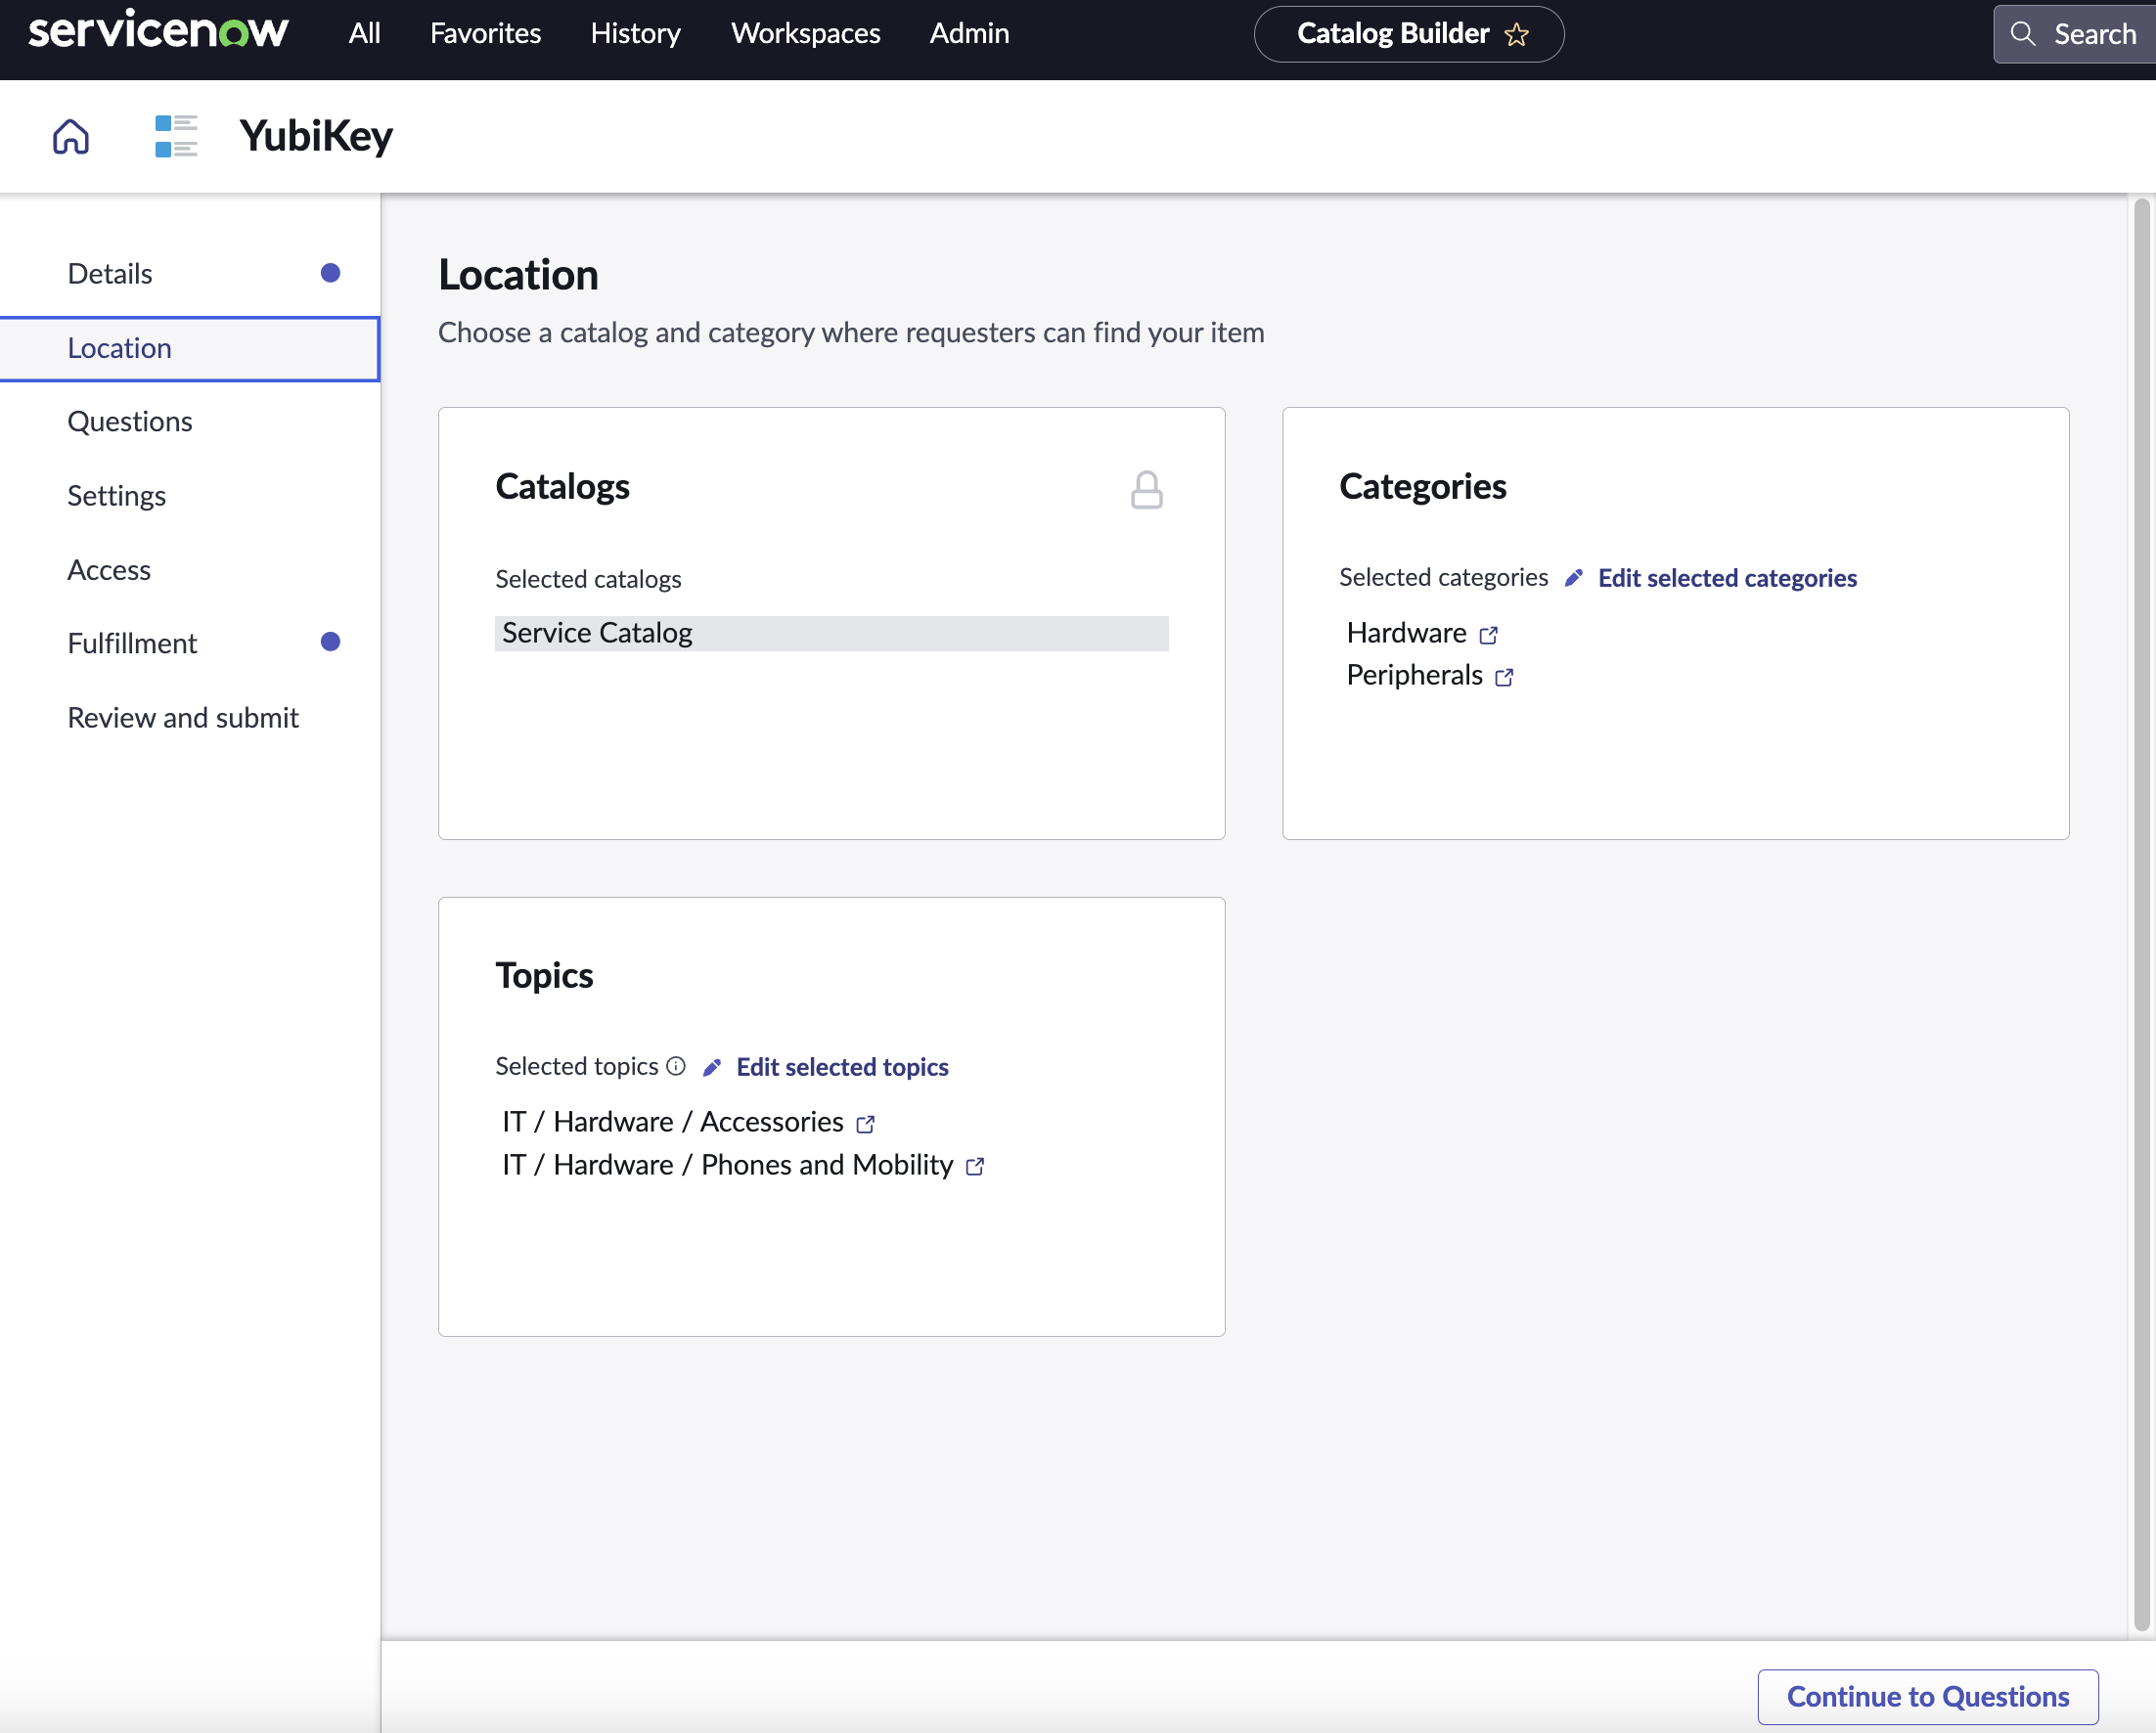 servicenow All Favorites History Workspaces Admin Catalog Builder Search
YubiKey
Details
Location
Questions
Settings
Access
Fulfillment
Review and submit
Location
Choose a catalog and category where requesters can find your item
Catalogs
Selected catalogs
Service Catalog
Categories
Selected categories Edit selected categories
Hardware
Peripherals
Topics
Selected topics Edit selected topics
IT / Hardware / Accessories
IT / Hardware / Phones and Mobility
Continue to Questions